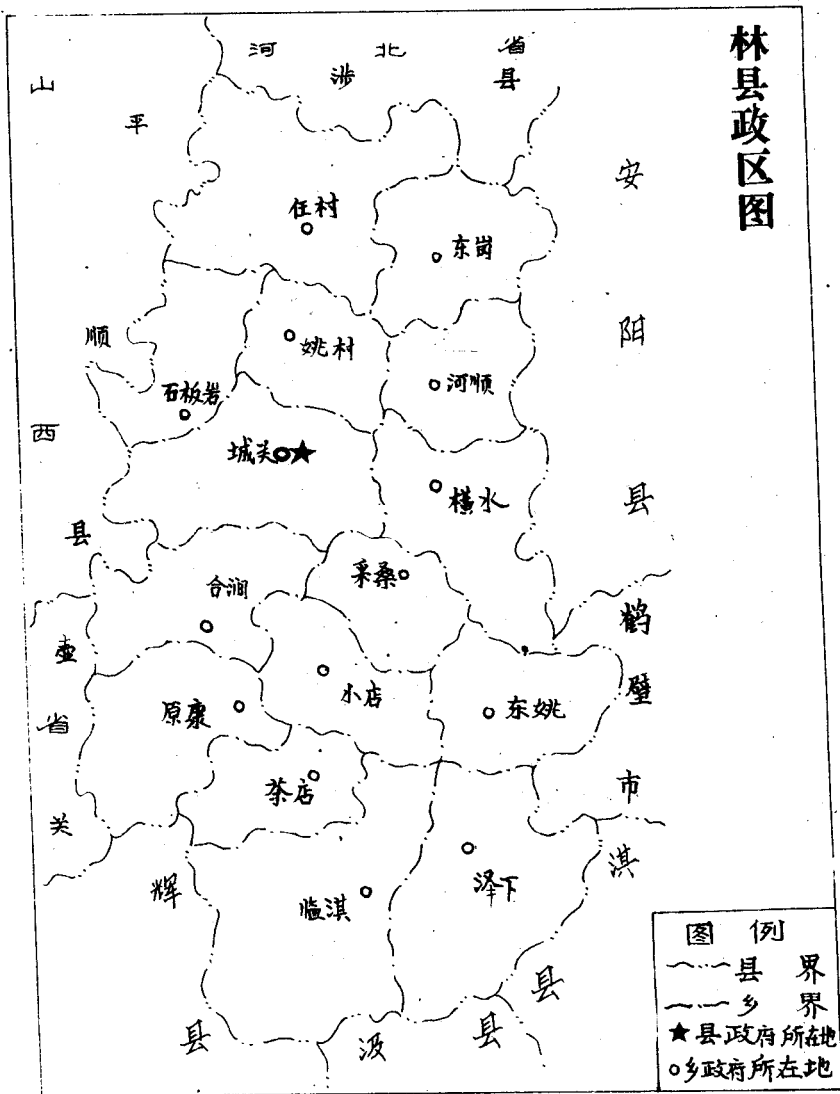 林县政区图
河北省
涉县
山西省
平顺县
壶关
安阳县
鹤壁市
淇县
汲县
辉县
任村
东岗
姚村
河顺
石板岩
城关
横水
合涧
采桑
小店
原康
东姚
茶店
临淇
泽下
图 例
县 界
乡 界
县政府所在地
乡政府所在地